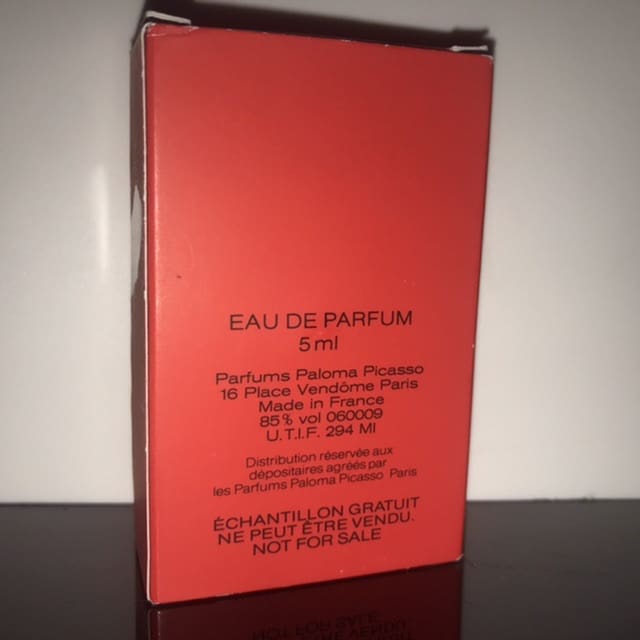 EAU DE PARFUM
5 ml
Parfums Paloma Picasso
16 Place Vendôme Paris
Made in France
85 % vol 060009
U.T.I.F. 294 MI
Distribution réservée aux
dépositaires agréés par
les Parfums Paloma Picasso Paris
ÉCHANTILLON GRATUIT
NE PEUT ÊTRE VENDU.
NOT FOR SALE